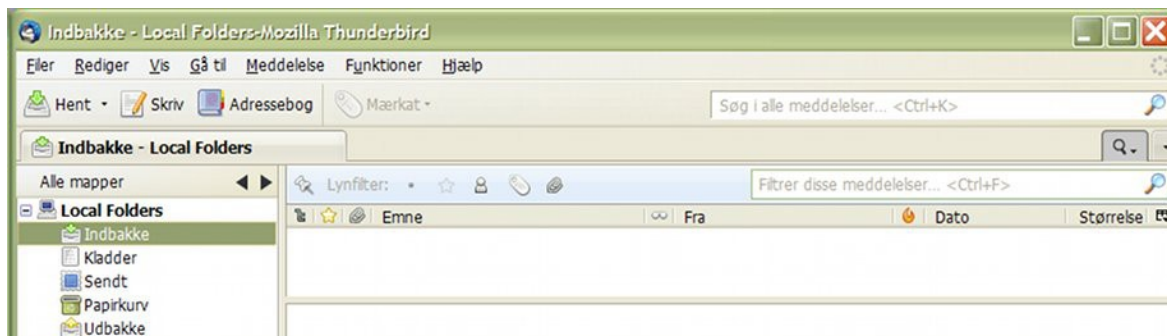 Indbakke - Local Folders-Mozilla Thunderbird
Filer Rediger Vis Gå til Meddelelse Funktioner Hjælp
Hent Skriv Adressebog Mærkat Søg i alle meddelelser... <Ctrl+K>
Indbakke - Local Folders
Alle mapper Lynfilter: Filtrer disse meddelelser... <Ctrl+F>
Local Folders Emne Fra Dato Størrelse
Indbakke
Kladder
Sendt
Papirkurv
Udbakke